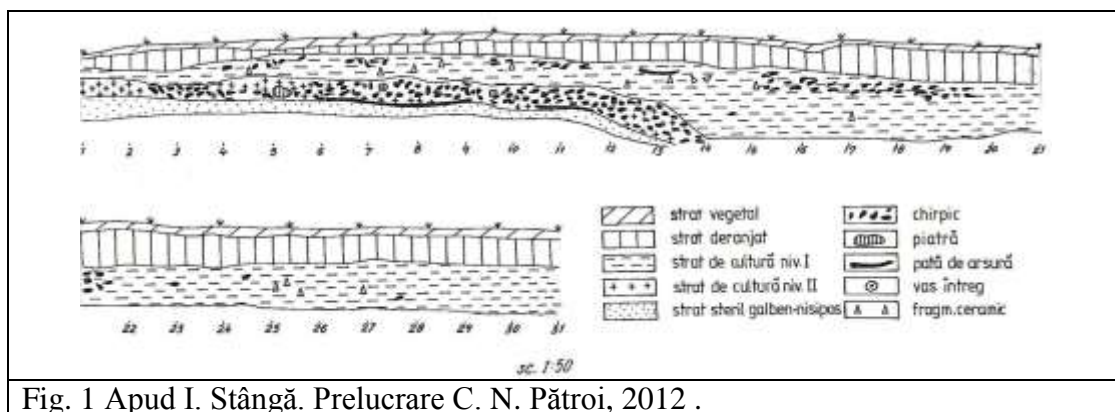 1 2 3 4 5 6 7 8 9 10 11 12 13 14 17 18 19 20 21
strat vegetal
strat deranjat
strat de cultură niv. I
strat de cultură niv. II
strat steril galben-nisipos
chirpic
piatră
pată de arsură
vas întreg
fragm. ceramic
22 23 24 25 26 27 28 29 30 31
sc. 1:50
Fig. 1 Apud I. Stângă. Prelucrare C. N. Pătroi, 2012 .